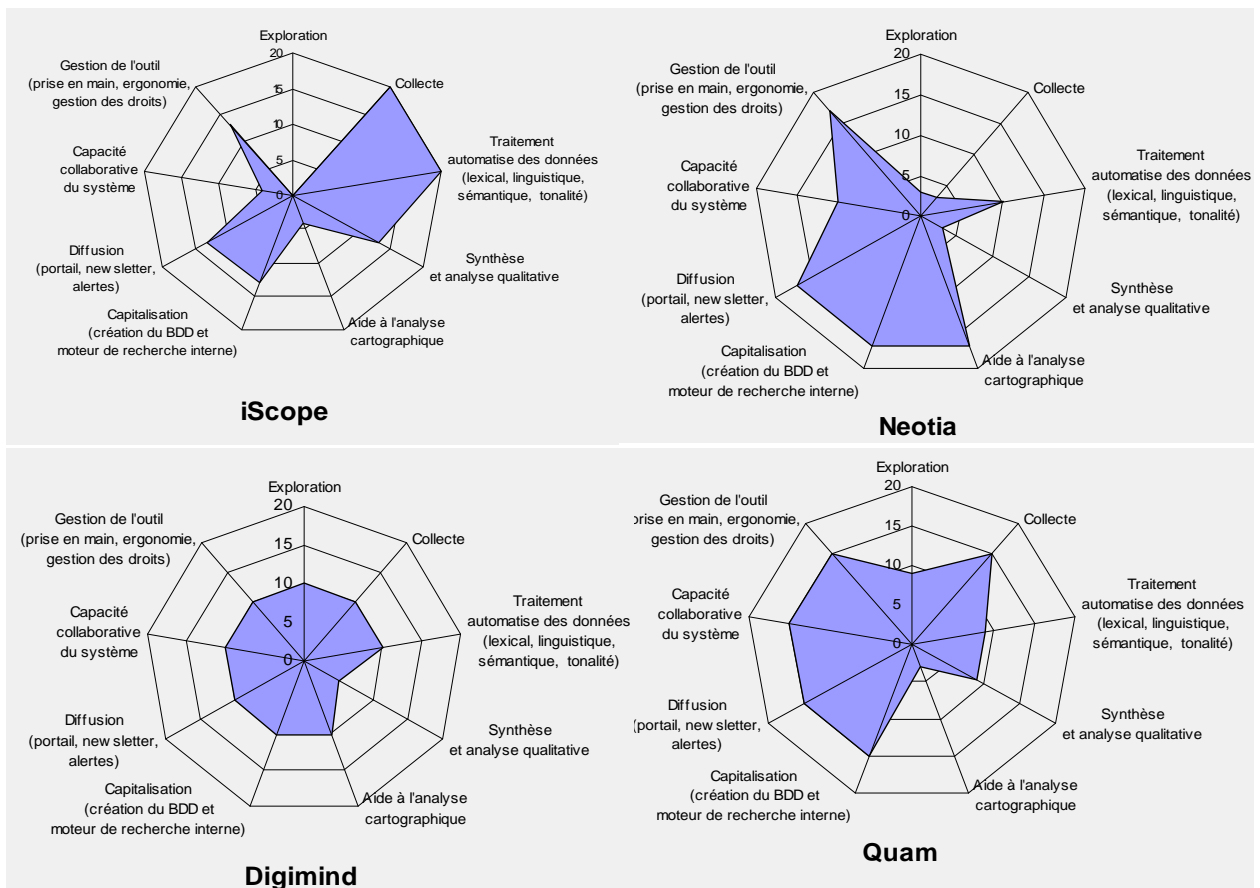 Exploration
20
15
10
5
0
Collecte
Traitement
automatise des données
(lexical, linguistique,
sémantique, tonalité)
Synthèse
et analyse qualitative
Aide à l'analyse
cartographique
Capitalisation
(création du BDD et
moteur de recherche interne)
Diffusion
(portail, new sletter,
alertes)
Capacité
collaborative
du système
Gestion de l'outil
(prise en main, ergonomie,
gestion des droits)
iScope
Exploration
20
15
10
5
0
Collecte
Traitement
automatise des données
(lexical, linguistique,
sémantique, tonalité)
Synthèse
et analyse qualitative
Aide à l'analyse
cartographique
Capitalisation
(création du BDD et
moteur de recherche interne)
Diffusion
(portail, new sletter,
alertes)
Capacité
collaborative
du système
Gestion de l'outil
(prise en main, ergonomie,
gestion des droits)
Neotia
Exploration
20
15
10
5
0
Collecte
Traitement
automatise des données
(lexical, linguistique,
sémantique, tonalité)
Synthèse
et analyse qualitative
Aide à l'analyse
cartographique
Capitalisation
(création du BDD et
moteur de recherche interne)
Diffusion
(portail, new sletter,
alertes)
Capacité
collaborative
du système
Gestion de l'outil
(prise en main, ergonomie,
gestion des droits)
Digimind
Exploration
20
15
10
5
0
Collecte
Traitement
automatise des données
(lexical, linguistique,
sémantique, tonalité)
Synthèse
et analyse qualitative
Aide à l'analyse
cartographique
Capitalisation
(création du BDD et
moteur de recherche interne)
Diffusion
(portail, new sletter,
alertes)
Capacité
collaborative
du système
Gestion de l'outil
prise en main, ergonomie,
gestion des droits)
Quam